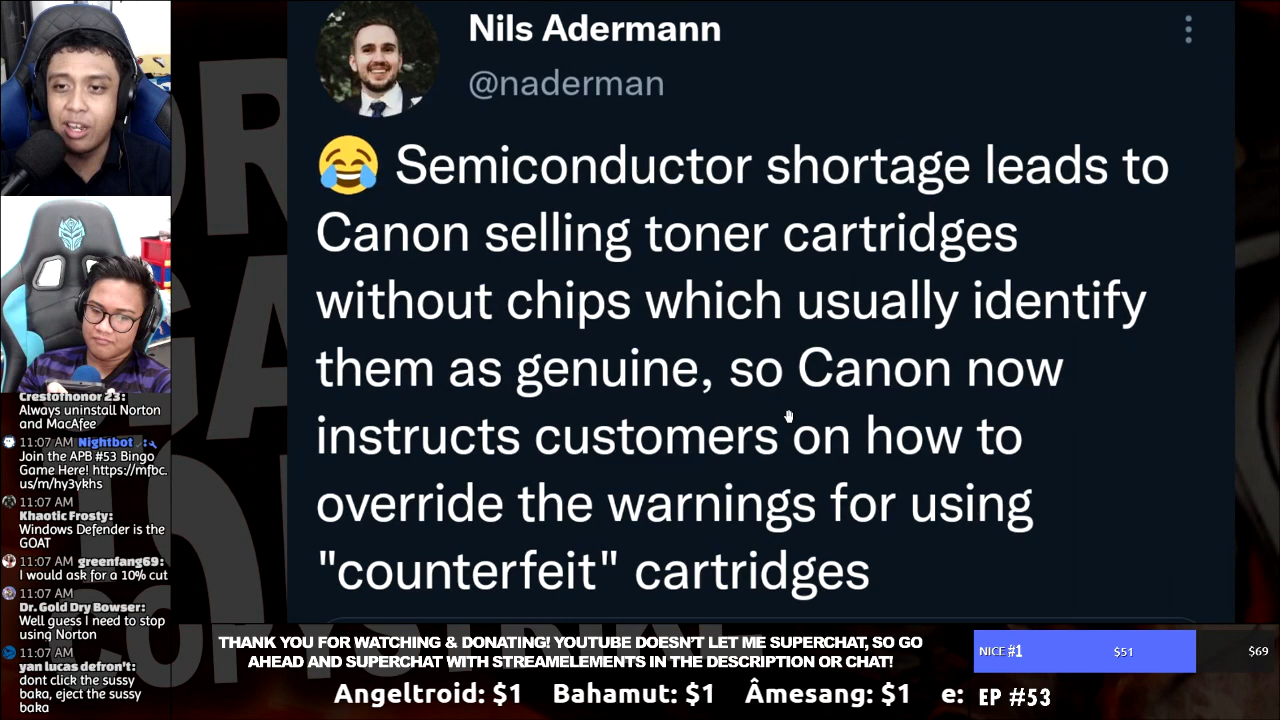 Nils Adermann
@naderman
😂 Semiconductor shortage leads to
Canon selling toner cartridges
without chips which usually identify
them as genuine, so Canon now
instructs customers on how to
override the warnings for using
"counterfeit" cartridges
Crestofhonor 23:
Always uninstall Norton
and MacAfee
11:07 AM Nightbot
Join the APB #53 Bingo
Game Here! https://mfbc.
us/m/hy3ykhs
11:07 AM
Khaotic Frosty:
Windows Defender is the
GOAT
11:07 AM greenfang69:
I would ask for a 10% cut
11:07 AM
Dr. Gold Dry Bowser:
Well guess I need to stop
using Norton
11:07 AM
yan lucas defron't:
dont click the sussy
baka, eject the sussy
baka
THANK YOU FOR WATCHING & DONATING! YOUTUBE DOESN'T LET ME SUPERCHAT, SO GO
AHEAD AND SUPERCHAT WITH STREAMELEMENTS IN THE DESCRIPTION OR CHAT!
NICE #1 $51 $69
Angeltroid: $1 Bahamut: $1 Âmesang: $1 e:
EP #53